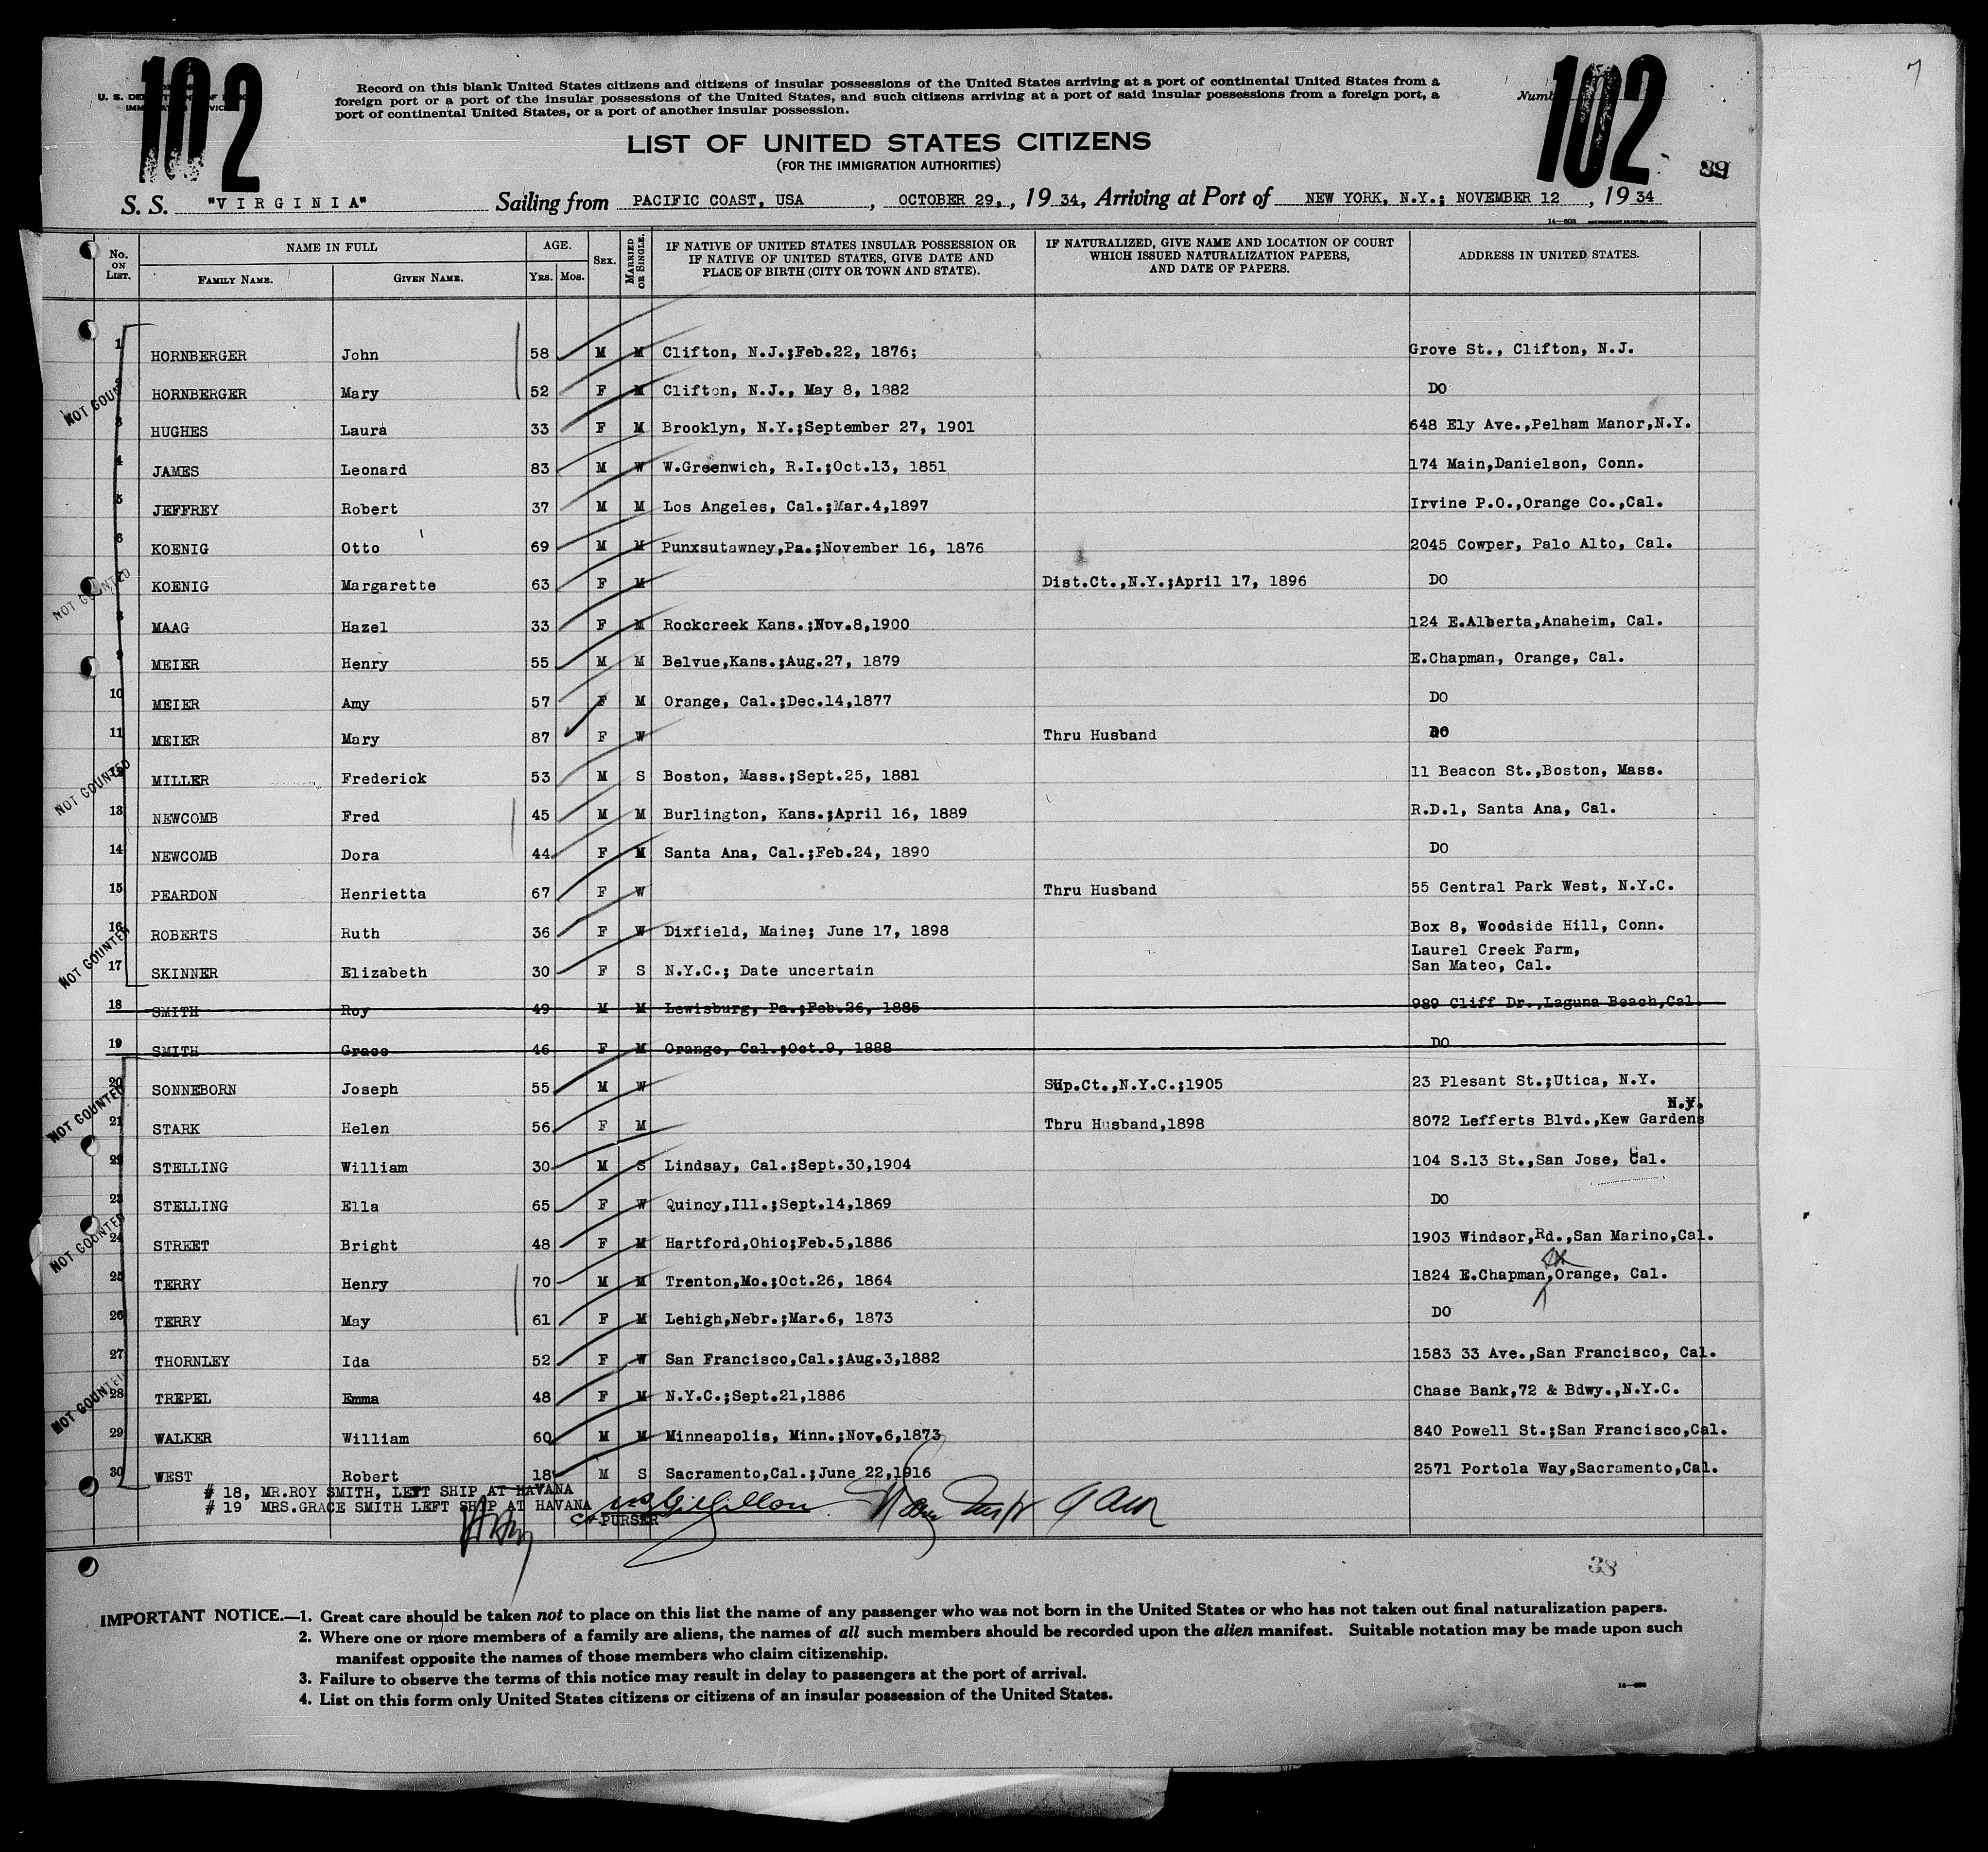 102
102
7
U. S. DEPARTMENT OF LABOR
IMMIGRATION SERVICE
Record on this blank United States citizens and citizens of insular possessions of the United States arriving at a port of continental United States from a
foreign port or a port of the insular possessions of the United States, and such citizens arriving at a port of said insular possessions from a foreign port, a
port of continental United States, or a port of another insular possession.
LIST OF UNITED STATES CITIZENS
(FOR THE IMMIGRATION AUTHORITIES)
89
S. S. "VIRGINIA" Sailing from PACIFIC COAST, USA, OCTOBER 29, , 19 34, Arriving at Port of NEW YORK, N.Y.; NOVEMBER 12, 19 34
No. ON LIST. NAME IN FULL FAMILY NAME. GIVEN NAME. AGE. YRS. MOS. SEX. MARRIED OR SINGLE. IF NATIVE OF UNITED STATES INSULAR POSSESSION OR IF NATIVE OF UNITED STATES, GIVE DATE AND PLACE OF BIRTH (CITY OR TOWN AND STATE). IF NATURALIZED, GIVE NAME AND LOCATION OF COURT WHICH ISSUED NATURALIZATION PAPERS, AND DATE OF PAPERS. ADDRESS IN UNITED STATES.
1 HORNBERGER John 58 M M Clifton, N.J.;Feb.22, 1876; Grove St., Clifton, N.J.
2 HORNBERGER Mary 52 F M Clifton, N.J., May 8, 1882 DO
3 HUGHES Laura 33 F M Brooklyn, N.Y.;September 27, 1901 648 Ely Ave.,Pelham Manor,N.Y.
4 JAMES Leonard 83 M W W.Greenwich, R.I.;Oct.13, 1851 174 Main,Danielson, Conn.
5 JEFFREY Robert 37 M M Los Angeles, Cal.;Mar.4,1897 Irvine P.O.,Orange Co.,Cal.
6 KOENIG Otto 69 M M Punxsutawney,Pa.;November 16, 1876 2045 Cowper, Palo Alto, Cal.
7 KOENIG Margarette 63 F M Dist.Ct.,N.Y.;April 17, 1896 DO
8 MAAG Hazel 33 F M Rockcreek Kans.;Nov.8,1900 124 E.Alberta,Anaheim, Cal.
9 MEIER Henry 55 M M Belvue,Kans.;Aug.27, 1879 E.Chapman, Orange, Cal.
10 MEIER Amy 57 F M Orange, Cal.;Dec.14,1877 DO
11 MEIER Mary 87 F W Thru Husband DO
12 MILLER Frederick 53 M S Boston, Mass.;Sept.25, 1881 11 Beacon St.,Boston, Mass.
13 NEWCOMB Fred 45 M M Burlington, Kans.;April 16, 1889 R.D.1, Santa Ana, Cal.
14 NEWCOMB Dora 44 F M Santa Ana, Cal.;Feb.24, 1890 DO
15 PEARDON Henrietta 67 F W Thru Husband 55 Central Park West, N.Y.C.
16 ROBERTS Ruth 36 F W Dixfield, Maine; June 17, 1898 Box 8, Woodside Hill, Conn.
17 SKINNER Elizabeth 30 F S N.Y.C.; Date uncertain Laurel Creek Farm, San Mateo, Cal.
18 SMITH Roy 49 M M Lewisburg, Pa.;Feb.26, 1885 989 Cliff Dr.,Laguna Beach,Cal.
19 SMITH Grace 46 F M Orange, Cal.;Oct.9, 1888 DO
20 SONNEBORN Joseph 55 M W Sup.Ct.,N.Y.C.;1905 23 Plesant St.;Utica, N.Y.
21 STARK Helen 56 F M Thru Husband,1898 8072 Lefferts Blvd.,Kew Gardens N.Y.
22 STELLING William 30 M S Lindsay, Cal.;Sept.30,1904 104 S.13 St.,San Jose, Cal.
23 STELLING Ella 65 F W Quincy,Ill.;Sept.14,1869 DO
24 STREET Bright 48 F M Hartford,Ohio;Feb.5,1886 1903 Windsor,Rd.,San Marino,Cal.
25 TERRY Henry 70 M M Trenton,Mo.;Oct.26, 1864 1824 E.Chapman,Orange, Cal.
26 TERRY May 61 F M Lehigh,Nebr.;Mar.6, 1873 DO
27 THORNLEY Ida 52 F W San Francisco,Cal.;Aug.3,1882 1583 33 Ave.,San Francisco, Cal.
28 TREPEL Emma 48 F M N.Y.C.;Sept.21,1886 Chase Bank,72 & Bdwy.,N.Y.C.
29 WALKER William 60 M M Minneapolis, Minn.;Nov.6,1873 840 Powell St.;San Francisco,Cal.
30 WEST Robert 18 M S Sacramento,Cal.;June 22,1916 2571 Portola Way,Sacramento,Cal.
NOT COUNTED
NOT COUNTED
NOT COUNTED
NOT COUNTED
NOT COUNTED
NOT COUNTED
NOT COUNTED
# 18, MR.ROY SMITH, LEFT SHIP AT HAVANA
# 19 MRS.GRACE SMITH LEFT SHIP AT HAVANA
PURSER
38
IMPORTANT NOTICE.—1. Great care should be taken not to place on this list the name of any passenger who was not born in the United States or who has not taken out final naturalization papers.
2. Where one or more members of a family are aliens, the names of all such members should be recorded upon the alien manifest. Suitable notation may be made upon such
manifest opposite the names of those members who claim citizenship.
3. Failure to observe the terms of this notice may result in delay to passengers at the port of arrival.
4. List on this form only United States citizens or citizens of an insular possession of the United States.